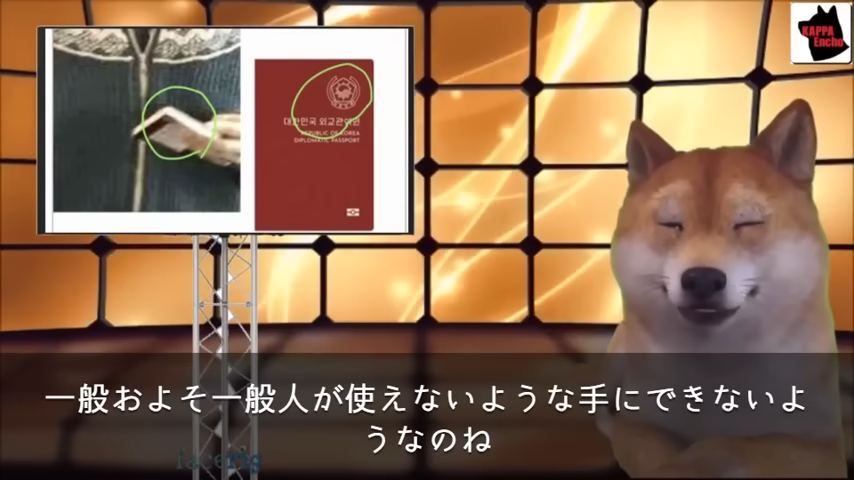 KAPPA
Encho
대한민국 외교관여권
REPUBLIC OF KOREA
DIPLOMATIC PASSPORT
一般およそ一般人が使えないような手にできないよ
うなのね
facerig